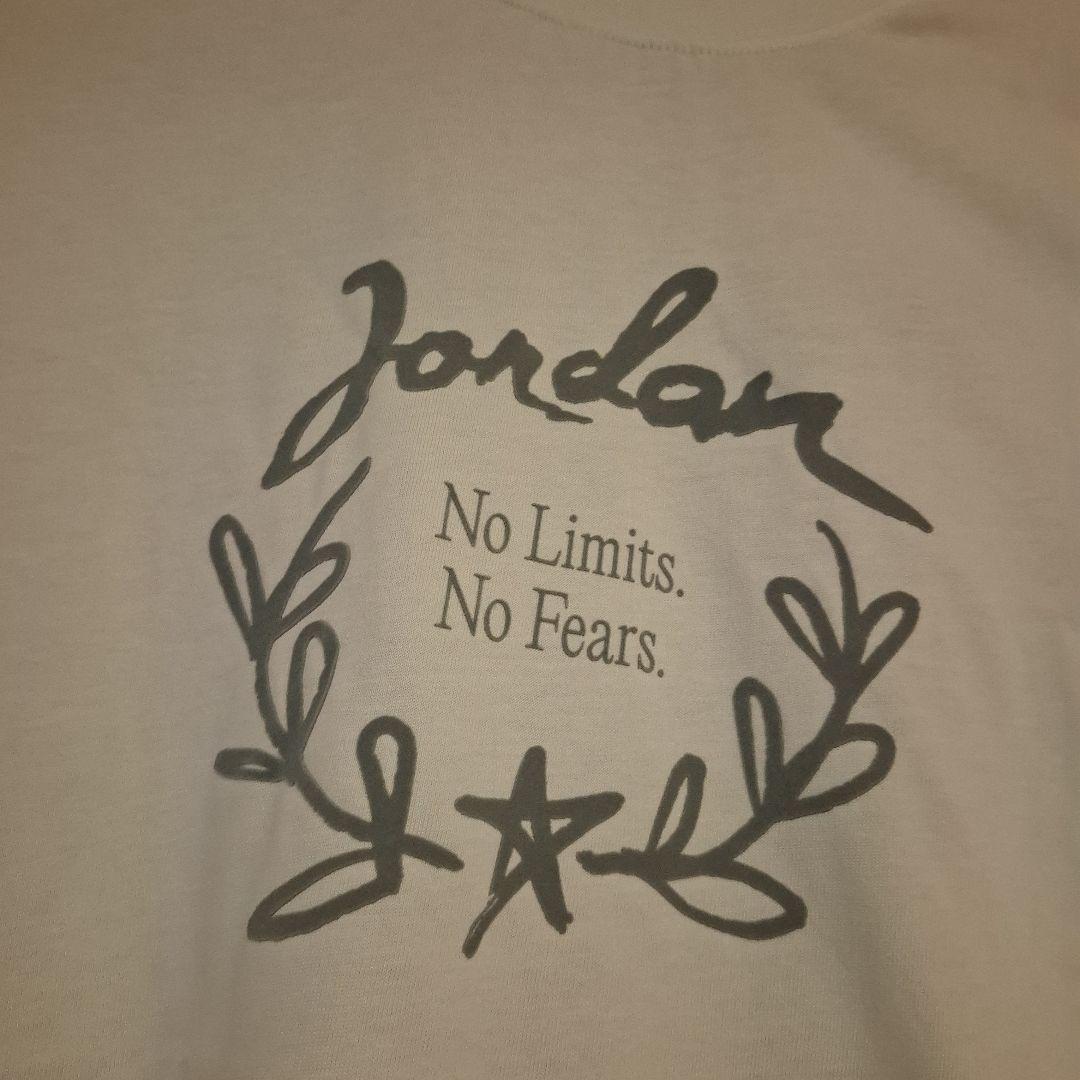 Jordan
No Limits.
No Fears.